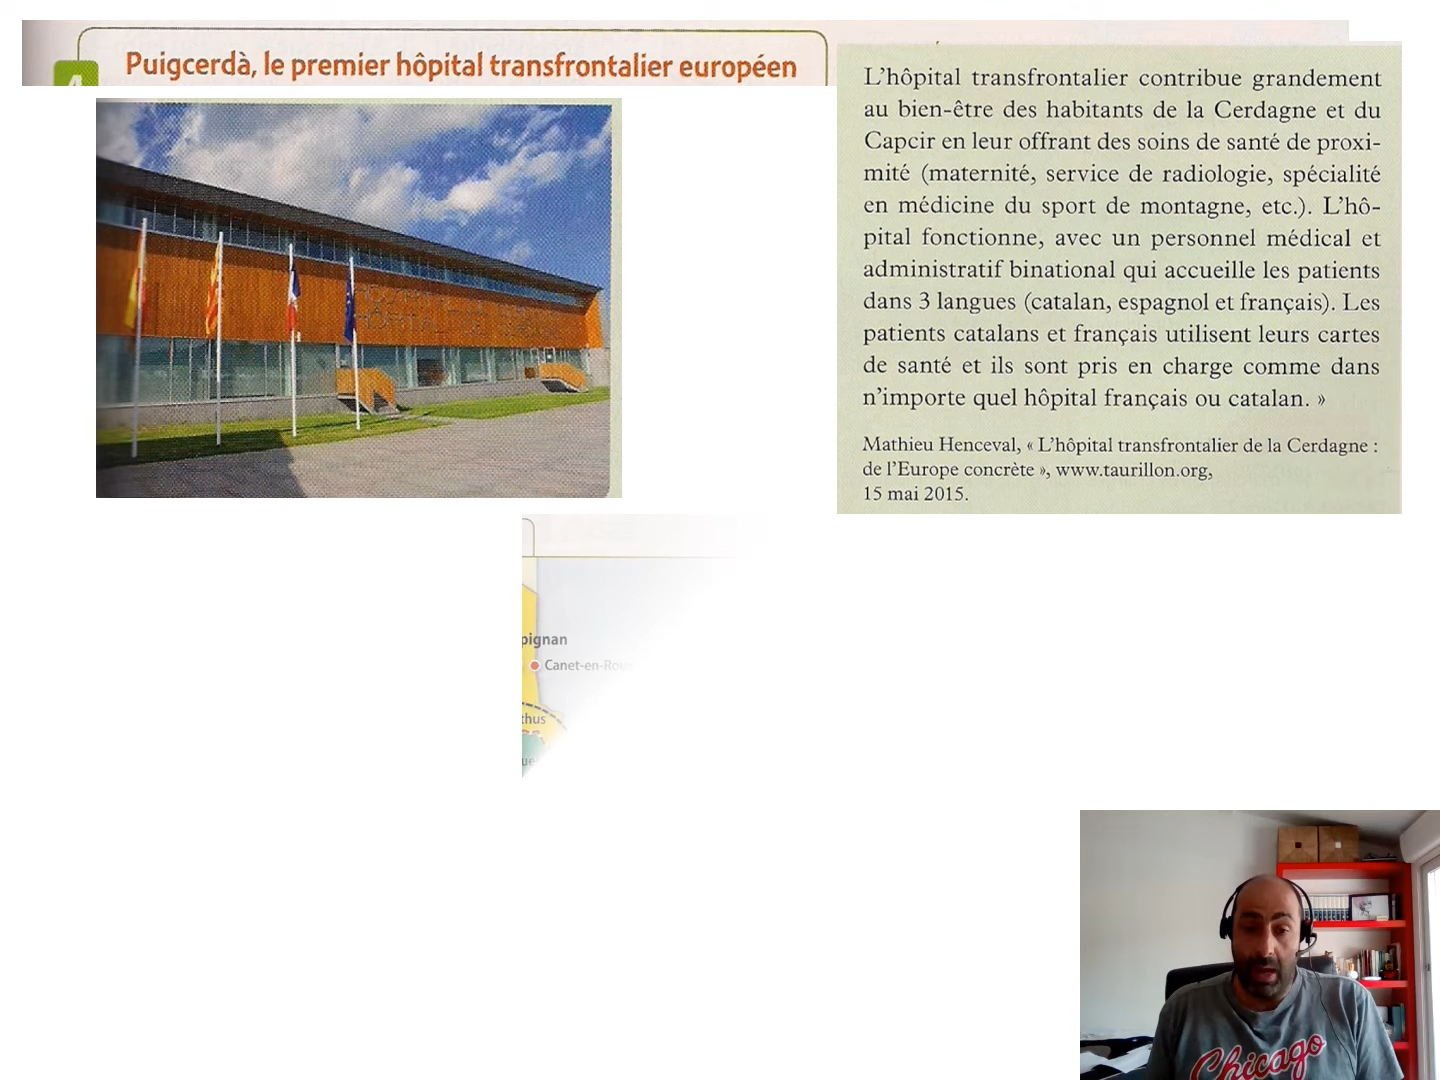 Puigcerdà, le premier hôpital transfrontalier européen
L'hôpital transfrontalier contribue grandement
au bien-être des habitants de la Cerdagne et du
Capcir en leur offrant des soins de santé de proxi-
mité (maternité, service de radiologie, spécialité
en médicine du sport de montagne, etc.). L'hô-
pital fonctionne, avec un personnel médical et
administratif binational qui accueille les patients
dans 3 langues (catalan, espagnol et français). Les
patients catalans et français utilisent leurs cartes
de santé et ils sont pris en charge comme dans
n'importe quel hôpital français ou catalan. »
Mathieu Henceval, « L'hôpital transfrontalier de la Cerdagne :
de l'Europe concrète », www.taurillon.org,
15 mai 2015.
pignan
Canet-en-Rou
thus
ue
Chicago